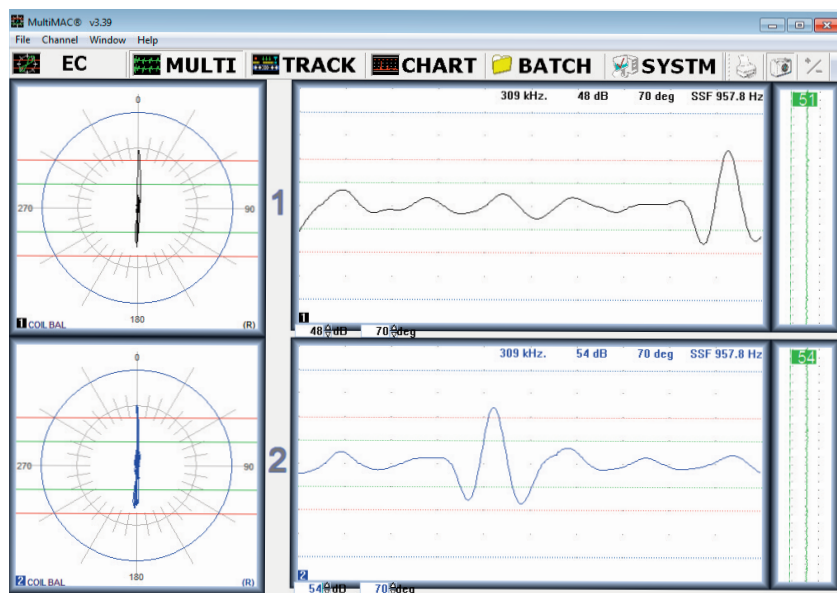 MultiMAC® v3.39
File Channel Window Help
EC MULTI TRACK CHART BATCH SYSTM +/-
0
270
90
180
1 COIL BAL (R)
1
309 kHz. 48 dB 70 deg SSF 957.8 Hz
1
48 dB 70 deg
51
0
270
90
180
2 COIL BAL (R)
2
309 kHz. 54 dB 70 deg SSF 957.8 Hz
2
54 dB 70 deg
54